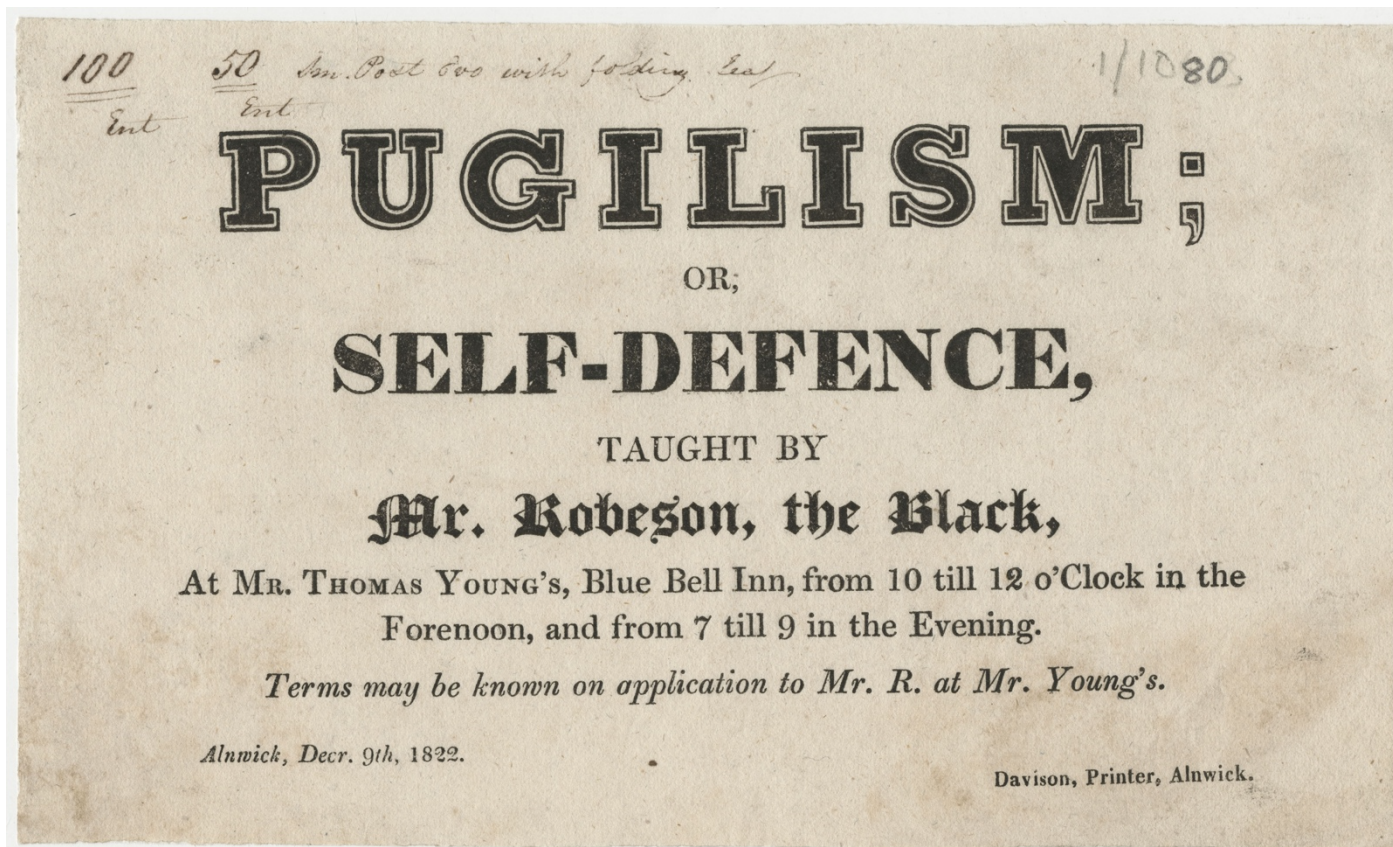 100 50 Sm. Post 8vo with folding Leaf
Ent Ent
1/1080
PUGILISM;
OR,
SELF-DEFENCE,
TAUGHT BY
Mr. Robeson, the Black,
At Mr. Thomas Young's, Blue Bell Inn, from 10 till 12 o'Clock in the
Forenoon, and from 7 till 9 in the Evening.
Terms may be known on application to Mr. R. at Mr. Young's.
Alnwick, Decr. 9th, 1822.
Davison, Printer, Alnwick.